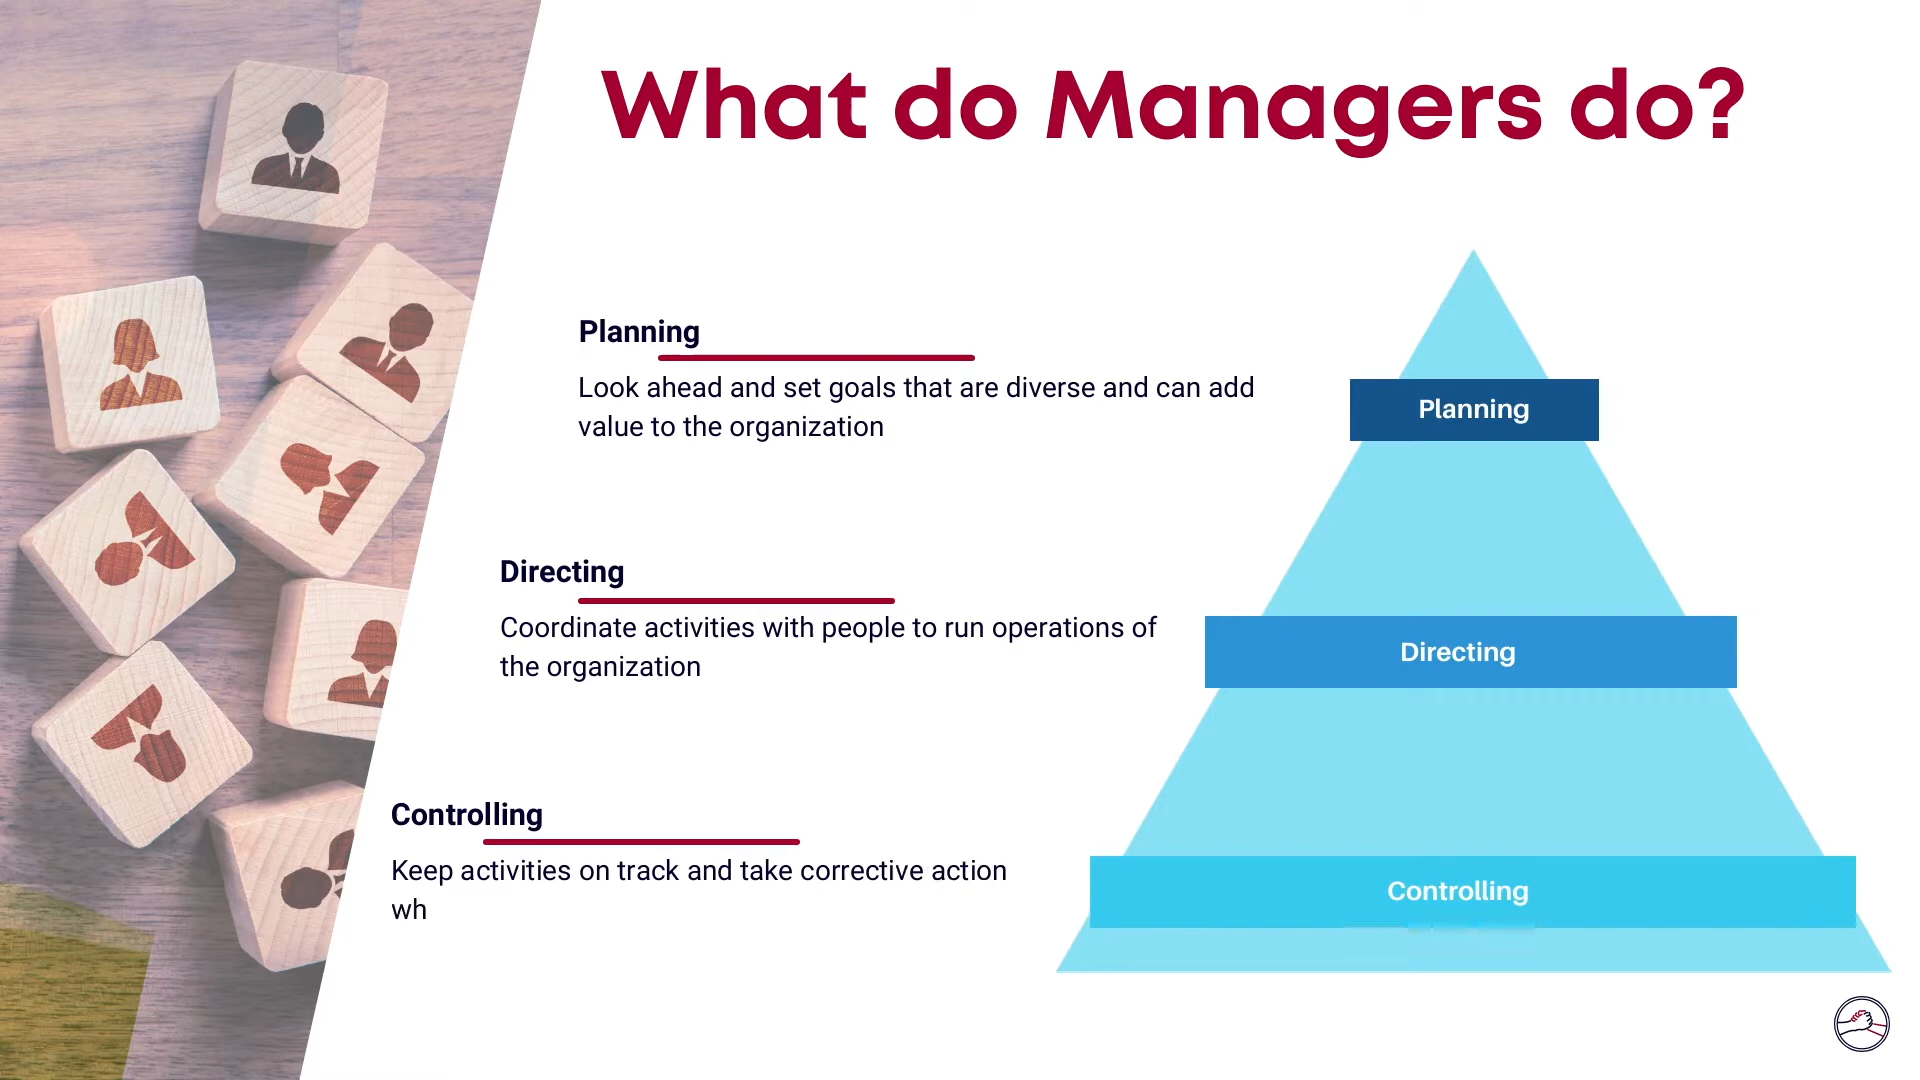 What do Managers do?
Planning
Look ahead and set goals that are diverse and can add
value to the organization
Directing
Coordinate activities with people to run operations of
the organization
Controlling
Keep activities on track and take corrective action
wh
Planning
Directing
Controlling